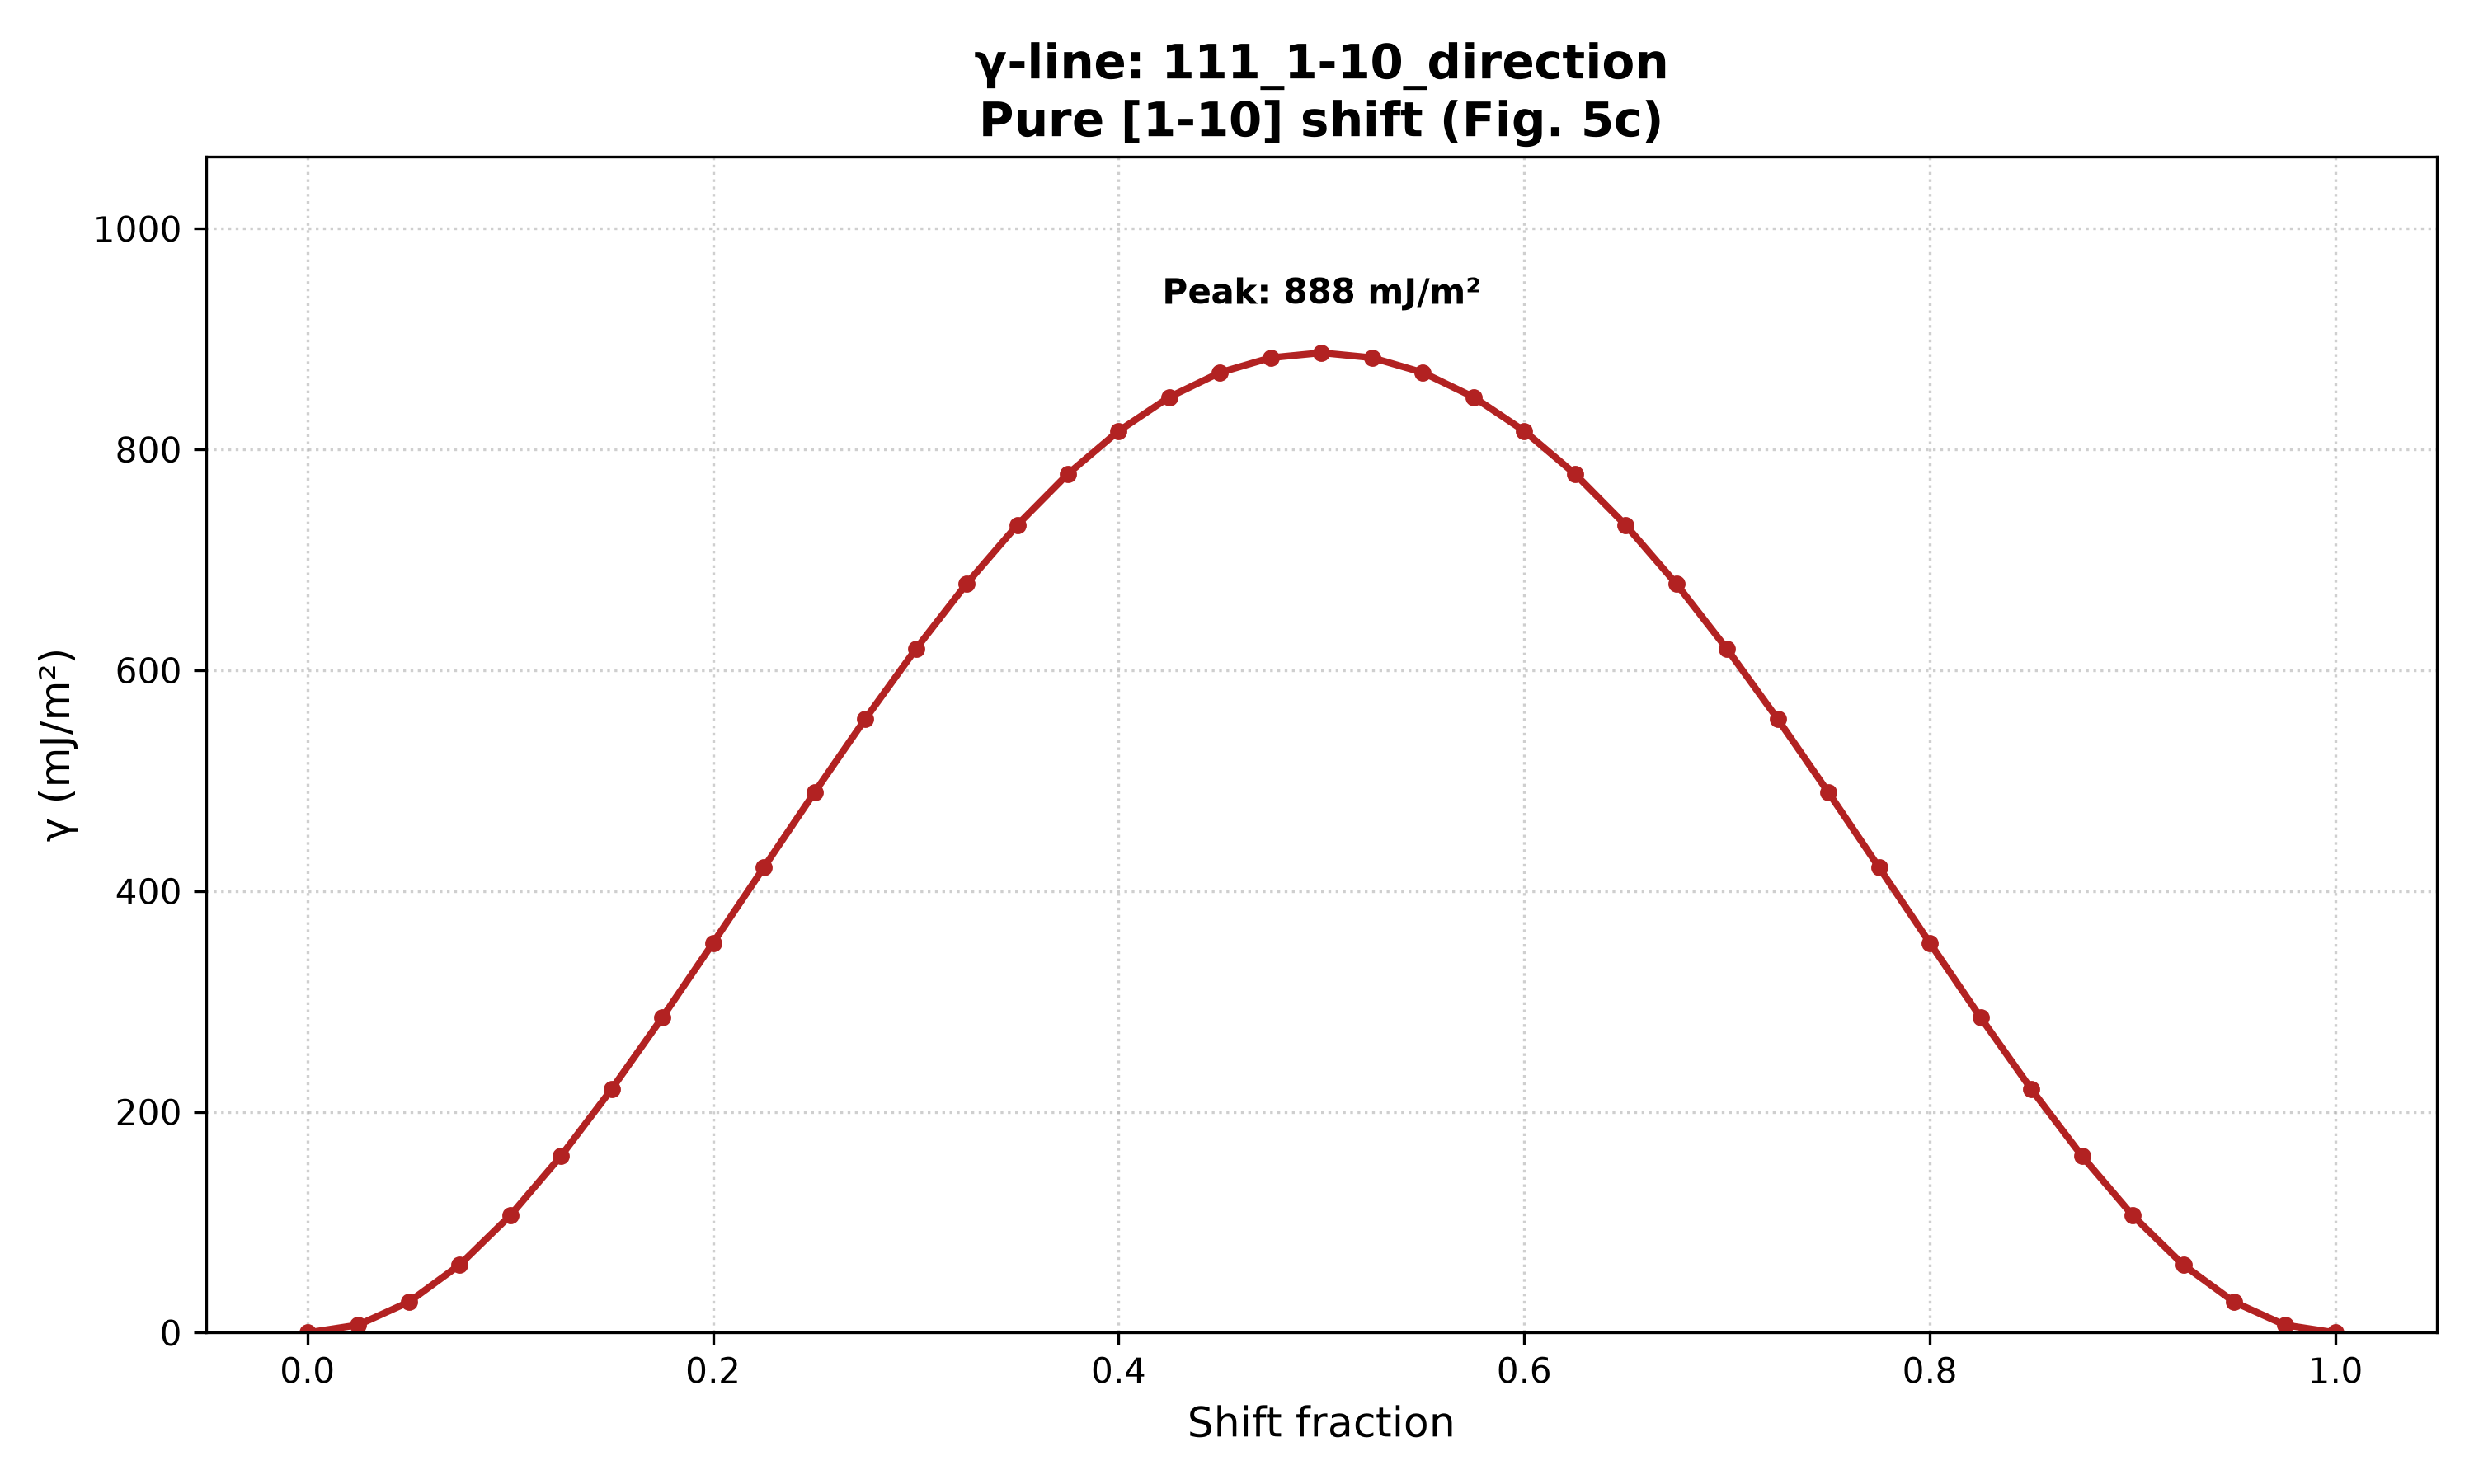 γ-line: 111_1-10_direction
Pure [1-10] shift (Fig. 5c)
Peak: 888 mJ/m²
γ (mJ/m²)
1000
800
600
400
200
0
0.0 0.2 0.4 0.6 0.8 1.0
Shift fraction